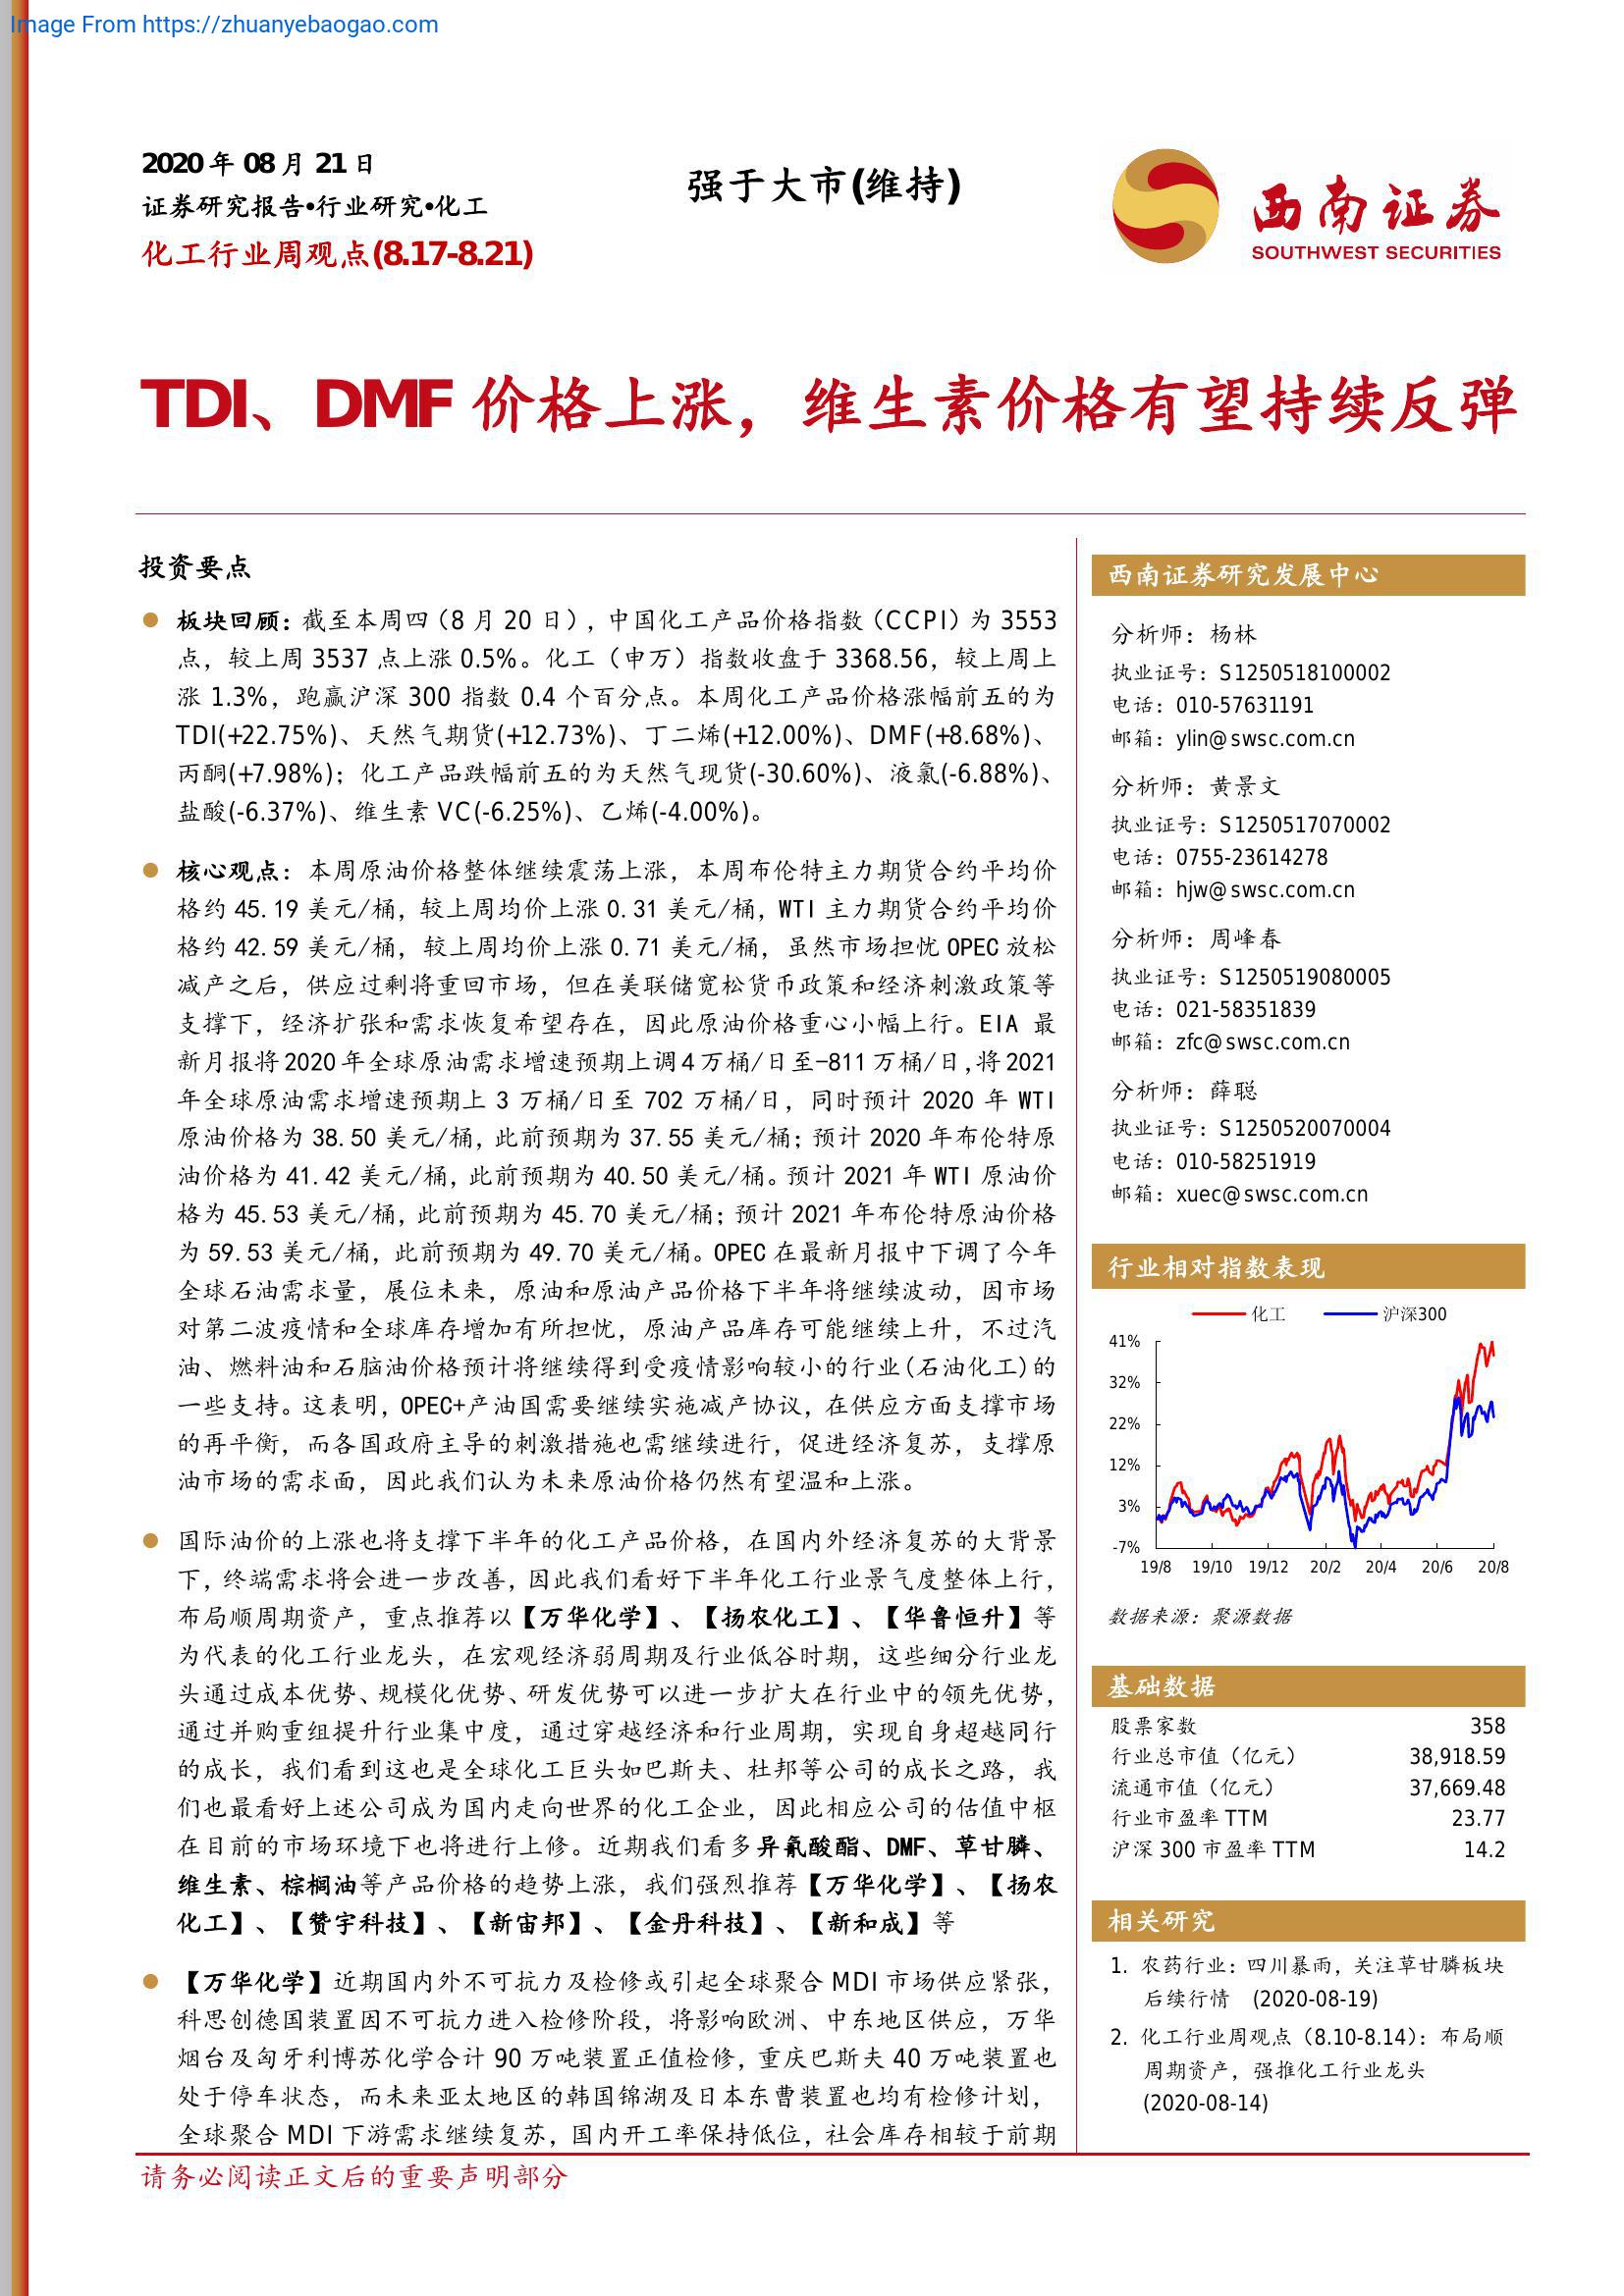 Image From https://zhuanyebaogao.com
2020 年 08 月 21 日
证券研究报告•行业研究•化工
化工行业周观点(8.17-8.21)
强于大市(维持)
西南证券
SOUTHWEST SECURITIES
TDI、DMF 价格上涨，维生素价格有望持续反弹
投资要点
板块回顾：截至本周四（8 月 20 日），中国化工产品价格指数（CCPI）为 3553
点，较上周 3537 点上涨 0.5%。化工（申万）指数收盘于 3368.56，较上周上
涨 1.3%，跑赢沪深 300 指数 0.4 个百分点。本周化工产品价格涨幅前五的为
TDI(+22.75%)、天然气期货(+12.73%)、丁二烯(+12.00%)、DMF(+8.68%)、
丙酮(+7.98%)；化工产品跌幅前五的为天然气现货(-30.60%)、液氯(-6.88%)、
盐酸(-6.37%)、维生素 VC(-6.25%)、乙烯(-4.00%)。
核心观点：本周原油价格整体继续震荡上涨，本周布伦特主力期货合约平均价
格约 45.19 美元/桶，较上周均价上涨 0.31 美元/桶，WTI 主力期货合约平均价
格约 42.59 美元/桶，较上周均价上涨 0.71 美元/桶，虽然市场担忧 OPEC 放松
减产之后，供应过剩将重回市场，但在美联储宽松货币政策和经济刺激政策等
支撑下，经济扩张和需求恢复希望存在，因此原油价格重心小幅上行。EIA 最
新月报将 2020 年全球原油需求增速预期上调 4 万桶/日至-811 万桶/日,将 2021
年全球原油需求增速预期上 3 万桶/日至 702 万桶/日，同时预计 2020 年 WTI
原油价格为 38.50 美元/桶，此前预期为 37.55 美元/桶；预计 2020 年布伦特原
油价格为 41.42 美元/桶，此前预期为 40.50 美元/桶。预计 2021 年 WTI 原油价
格为 45.53 美元/桶，此前预期为 45.70 美元/桶；预计 2021 年布伦特原油价格
为 59.53 美元/桶，此前预期为 49.70 美元/桶。OPEC 在最新月报中下调了今年
全球石油需求量，展位未来，原油和原油产品价格下半年将继续波动，因市场
对第二波疫情和全球库存增加有所担忧，原油产品库存可能继续上升，不过汽
油、燃料油和石脑油价格预计将继续得到受疫情影响较小的行业(石油化工)的
一些支持。这表明，OPEC+产油国需要继续实施减产协议，在供应方面支撑市场
的再平衡，而各国政府主导的刺激措施也需继续进行，促进经济复苏，支撑原
油市场的需求面，因此我们认为未来原油价格仍然有望温和上涨。
国际油价的上涨也将支撑下半年的化工产品价格，在国内外经济复苏的大背景
下，终端需求将会进一步改善，因此我们看好下半年化工行业景气度整体上行，
布局顺周期资产，重点推荐以【万华化学】、【扬农化工】、【华鲁恒升】等
为代表的化工行业龙头，在宏观经济弱周期及行业低谷时期，这些细分行业龙
头通过成本优势、规模化优势、研发优势可以进一步扩大在行业中的领先优势，
通过并购重组提升行业集中度，通过穿越经济和行业周期，实现自身超越同行
的成长，我们看到这也是全球化工巨头如巴斯夫、杜邦等公司的成长之路，我
们也最看好上述公司成为国内走向世界的化工企业，因此相应公司的估值中枢
在目前的市场环境下也将进行上修。近期我们看多异氰酸酯、DMF、草甘膦、
维生素、棕榈油等产品价格的趋势上涨，我们强烈推荐【万华化学】、【扬农
化工】、【赞宇科技】、【新宙邦】、【金丹科技】、【新和成】等
【万华化学】近期国内外不可抗力及检修或引起全球聚合 MDI 市场供应紧张，
科思创德国装置因不可抗力进入检修阶段，将影响欧洲、中东地区供应，万华
烟台及匈牙利博苏化学合计 90 万吨装置正值检修，重庆巴斯夫 40 万吨装置也
处于停车状态，而未来亚太地区的韩国锦湖及日本东曹装置也均有检修计划，
全球聚合 MDI 下游需求继续复苏，国内开工率保持低位，社会库存相较于前期
西南证券研究发展中心
分析师：杨林
执业证号：S1250518100002
电话：010-57631191
邮箱：ylin@swsc.com.cn
分析师：黄景文
执业证号：S1250517070002
电话：0755-23614278
邮箱：hjw@swsc.com.cn
分析师：周峰春
执业证号：S1250519080005
电话：021-58351839
邮箱：zfc@swsc.com.cn
分析师：薛聪
执业证号：S1250520070004
电话：010-58251919
邮箱：xuec@swsc.com.cn
行业相对指数表现
化工 沪深300
41%
32%
22%
12%
3%
-7%
19/8 19/10 19/12 20/2 20/4 20/6 20/8
数据来源：聚源数据
基础数据
股票家数 358
行业总市值（亿元） 38,918.59
流通市值（亿元） 37,669.48
行业市盈率 TTM 23.77
沪深 300 市盈率 TTM 14.2
相关研究
1. 农药行业：四川暴雨，关注草甘膦板块
后续行情 (2020-08-19)
2. 化工行业周观点（8.10-8.14）：布局顺
周期资产，强推化工行业龙头
(2020-08-14)
请务必阅读正文后的重要声明部分